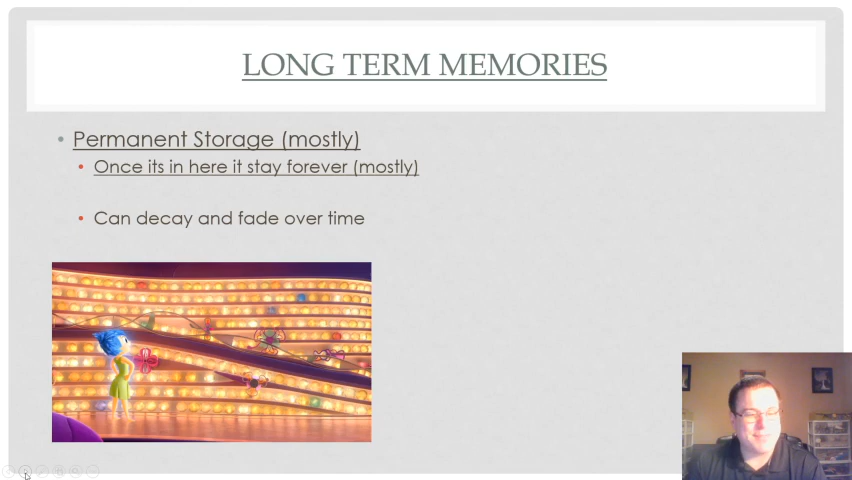 LONG TERM MEMORIES
Permanent Storage (mostly)
Once its in here it stay forever (mostly)
Can decay and fade over time